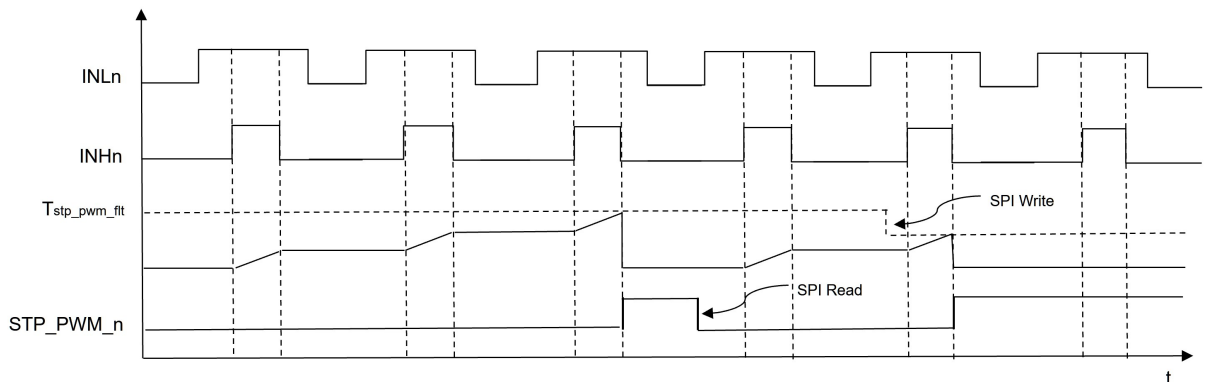 INLn
INHn
Tstp_pwm_flt
SPI Write
SPI Read
STP_PWM_n
t